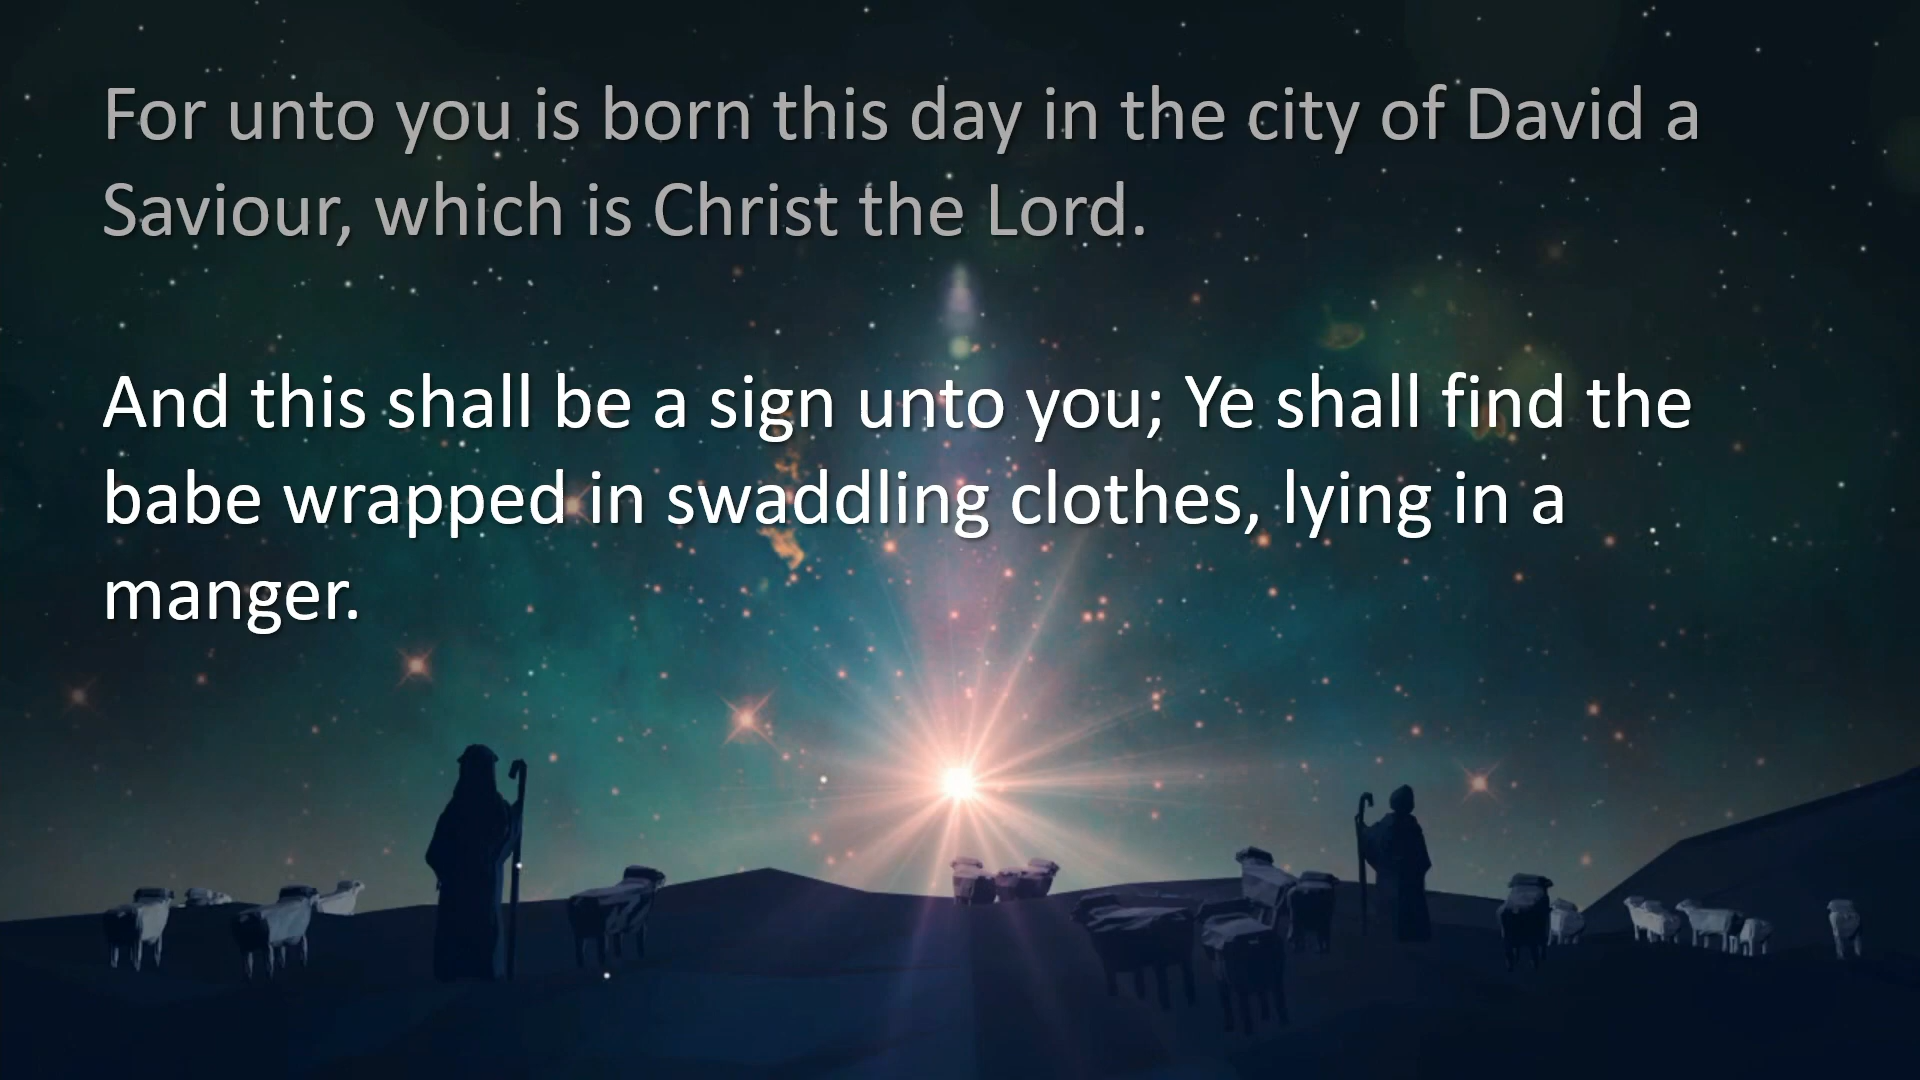 For unto you is born this day in the city of David a
Saviour, which is Christ the Lord.
And this shall be a sign unto you; Ye shall find the
babe wrapped in swaddling clothes, lying in a
manger.